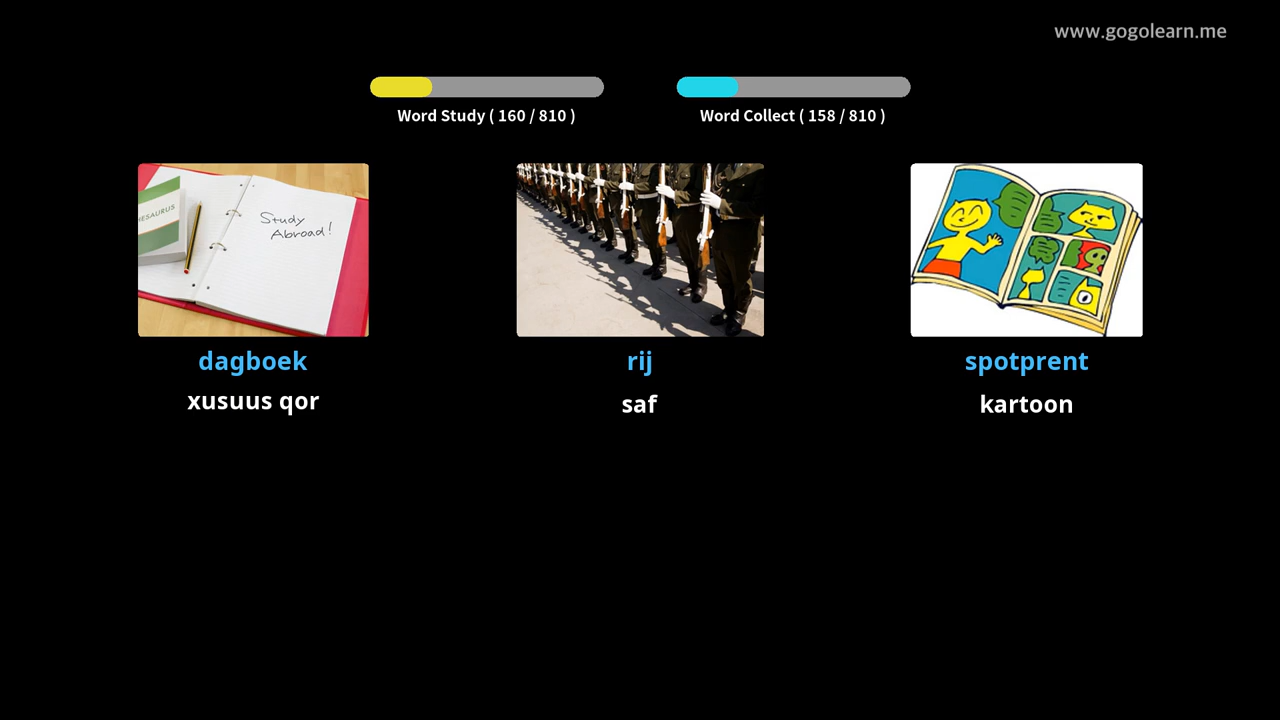 www.gogolearn.me
Word Study ( 160 / 810 )
Word Collect ( 158 / 810 )
HESAURUS
Study
Abroad!
dagboek
rij
spotprent
xusuus qor
saf
kartoon